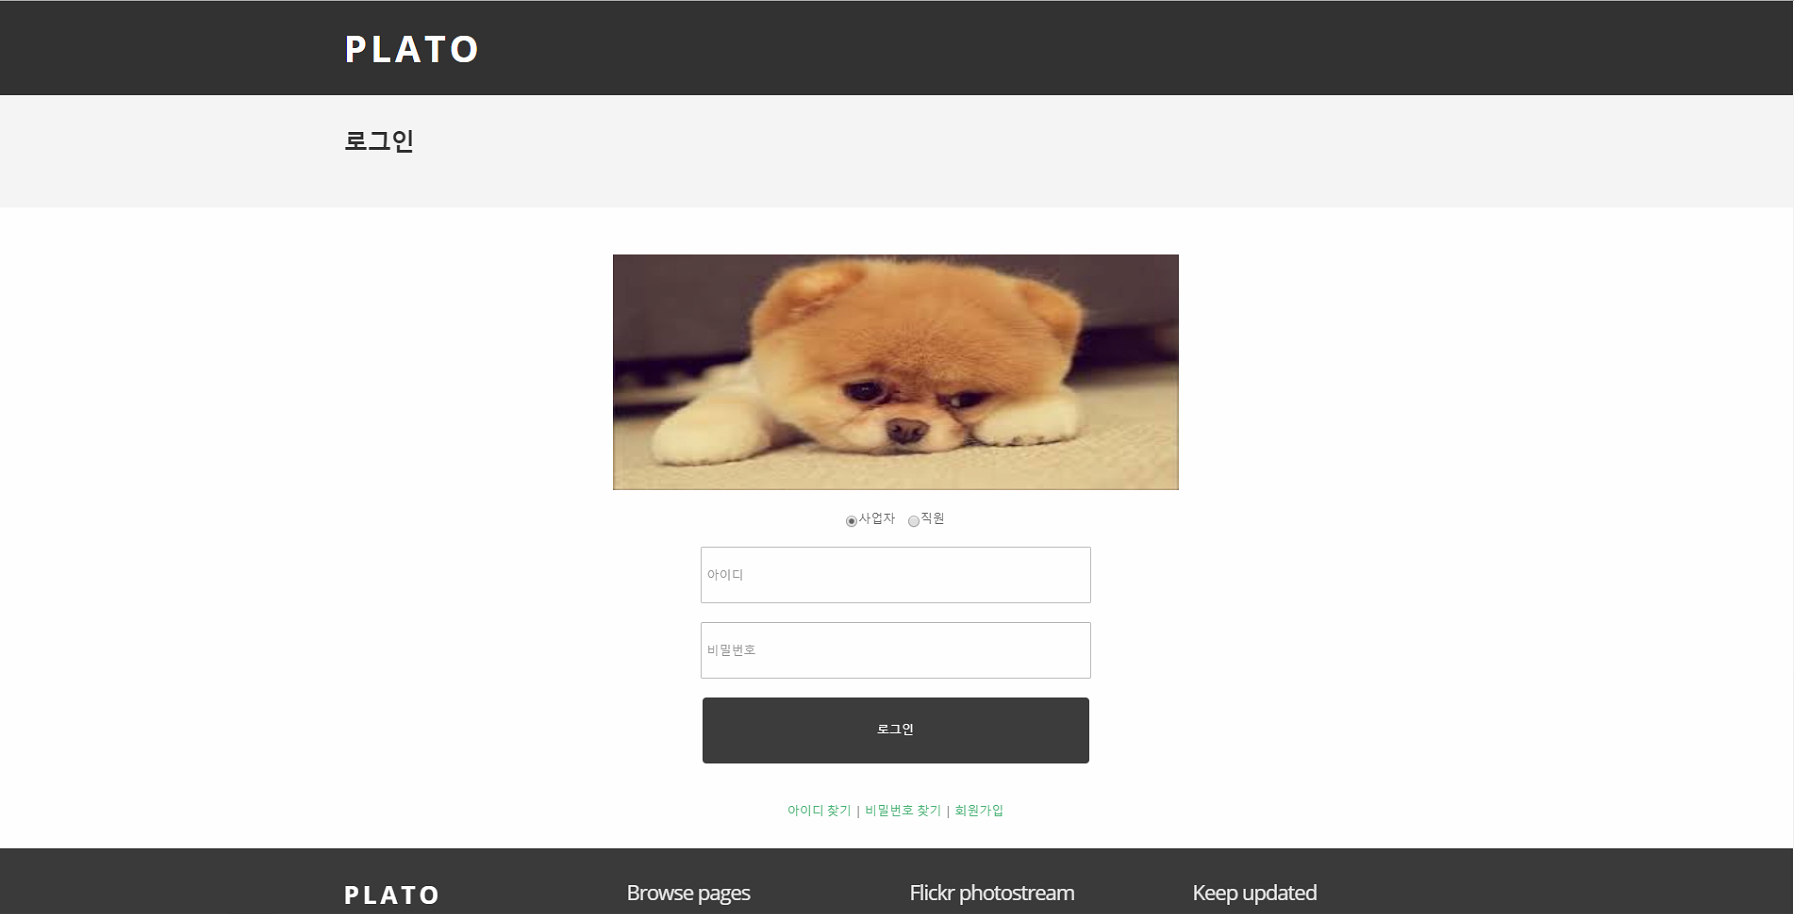 PLATO
로그인
사업자 직원
아이디
비밀번호
로그인
아이디 찾기 | 비밀번호 찾기 | 회원가입
PLATO Browse pages Flickr photostream Keep updated